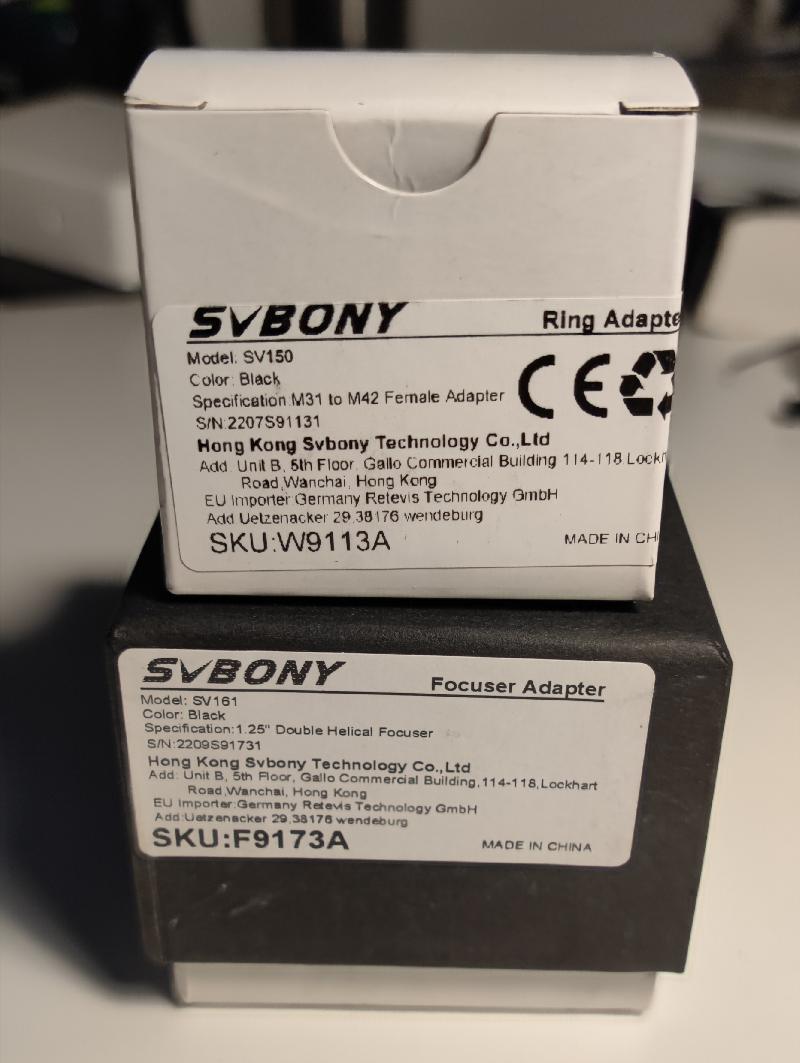 SVBONY
Ring Adapte
Model: SV150
Color: Black
Specification:M31 to M42 Female Adapter
CE
S/N:2207S91131
Hong Kong Svbony Technology Co.,Ltd
Add: Unit B, 5th Floor, Gallo Commercial Building 114-118,Lockh
Road,Wanchai, Hong Kong
EU Importer:Germany Retevis Technology GmbH
Add:Uetzenacker 29,38176 wendeburg
SKU:W9113A
MADE IN CH
SVBONY
Focuser Adapter
Model: SV161
Color: Black
Specification:1.25" Double Helical Focuser
S/N:2209S91731
Hong Kong Svbony Technology Co.,Ltd
Add: Unit B, 5th Floor, Gallo Commercial Building,114-118,Lockhart
Road,Wanchai, Hong Kong
EU Importer:Germany Retevis Technology GmbH
Add:Uetzenacker 29,38176 wendeburg
SKU:F9173A
MADE IN CHINA